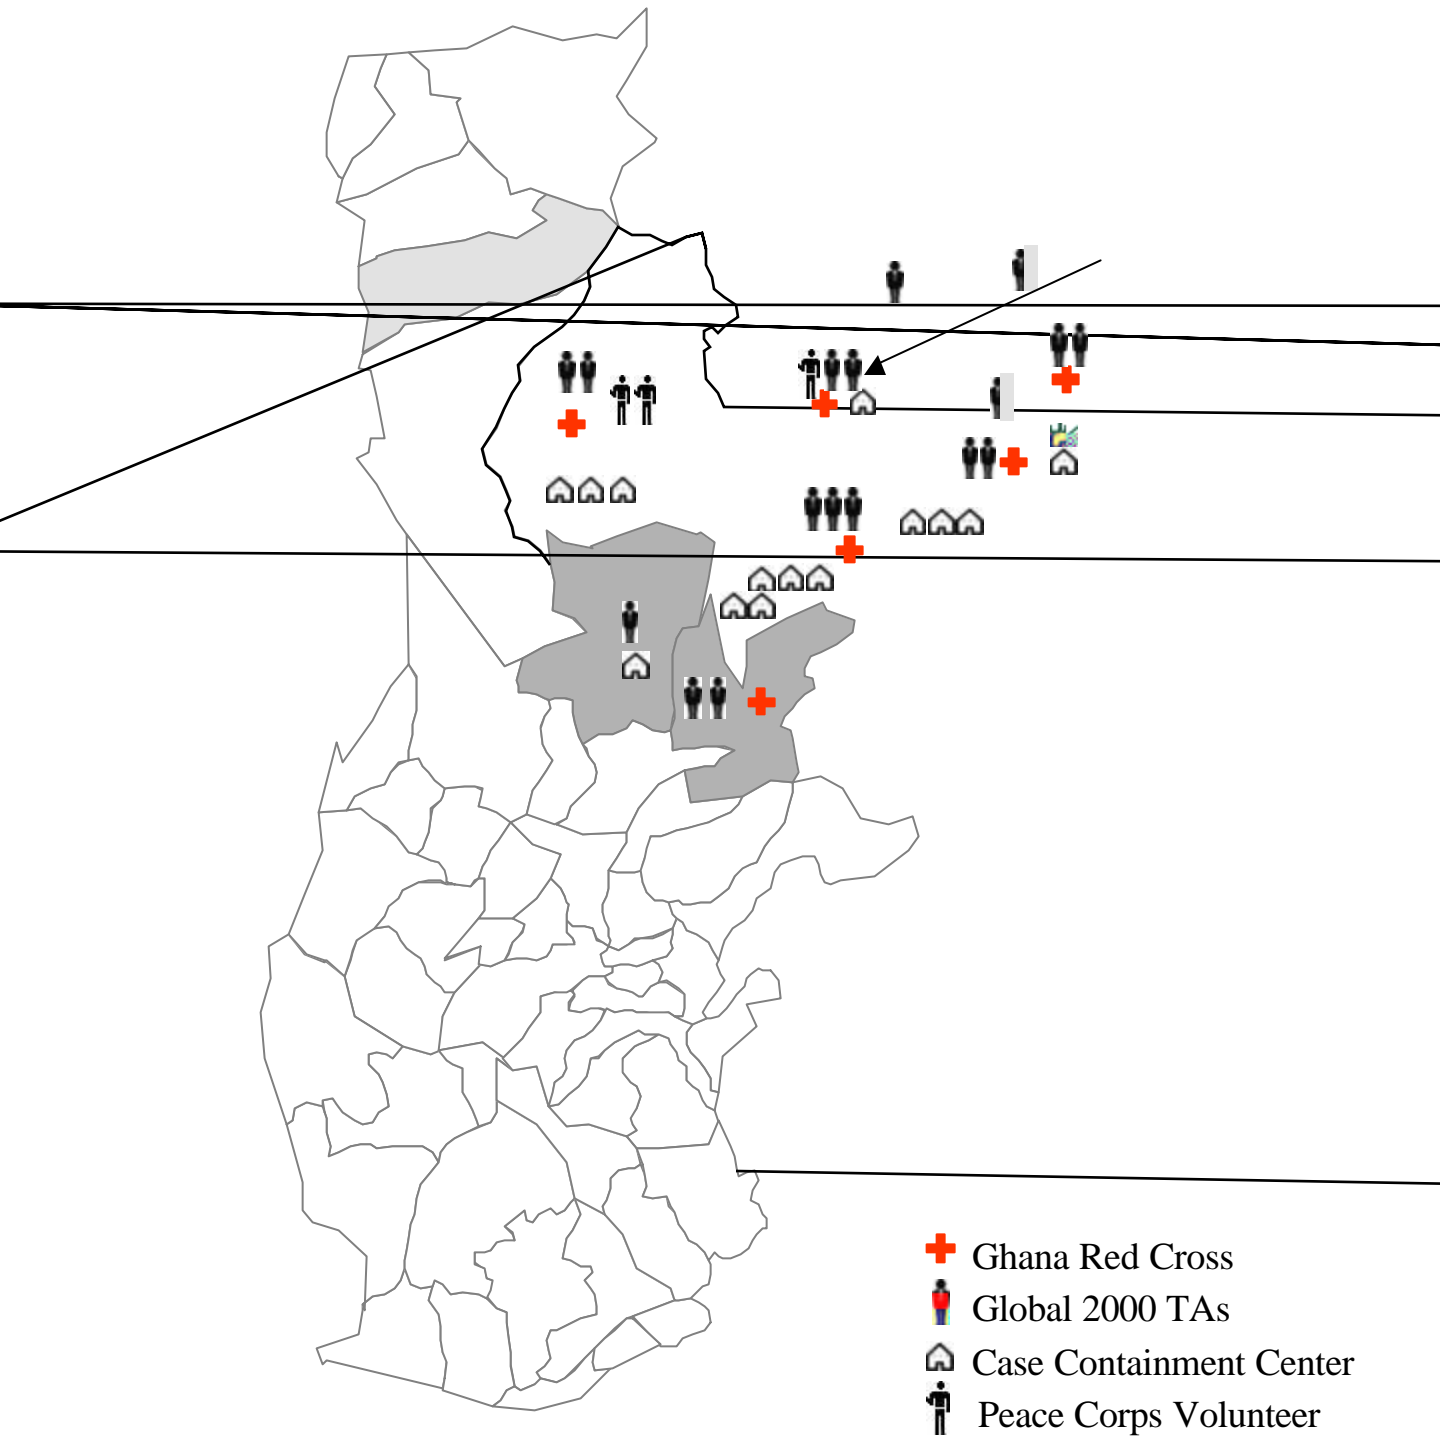 Ghana Red Cross
Global 2000 TAs
Case Containment Center
Peace Corps Volunteer